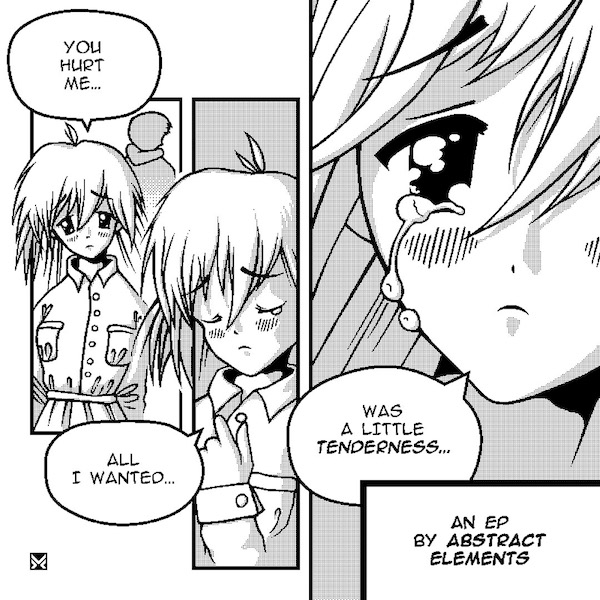 YOU
HURT
ME...
ALL
I WANTED...
WAS
A LITTLE
TENDERNESS...
AN EP
BY ABSTRACT
ELEMENTS